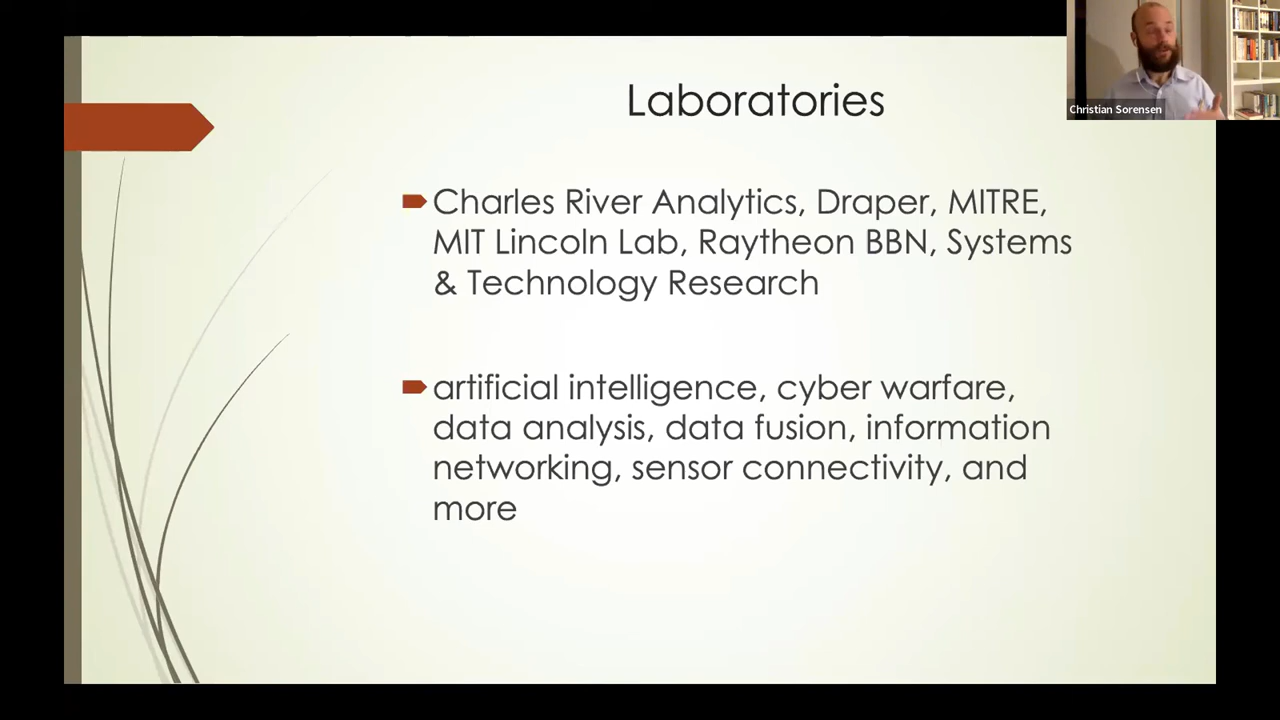 Laboratories
Christian Sorensen
Charles River Analytics, Draper, MITRE,
MIT Lincoln Lab, Raytheon BBN, Systems
& Technology Research
artificial intelligence, cyber warfare,
data analysis, data fusion, information
networking, sensor connectivity, and
more